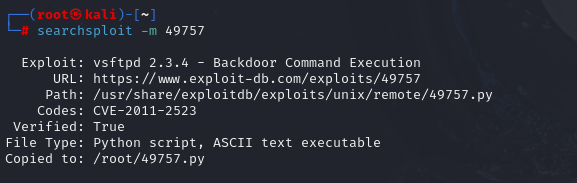 ┌──(root㉿kali)-[~]
└─# searchsploit -m 49757
Exploit: vsftpd 2.3.4 - Backdoor Command Execution
URL: https://www.exploit-db.com/exploits/49757
Path: /usr/share/exploitdb/exploits/unix/remote/49757.py
Codes: CVE-2011-2523
Verified: True
File Type: Python script, ASCII text executable
Copied to: /root/49757.py